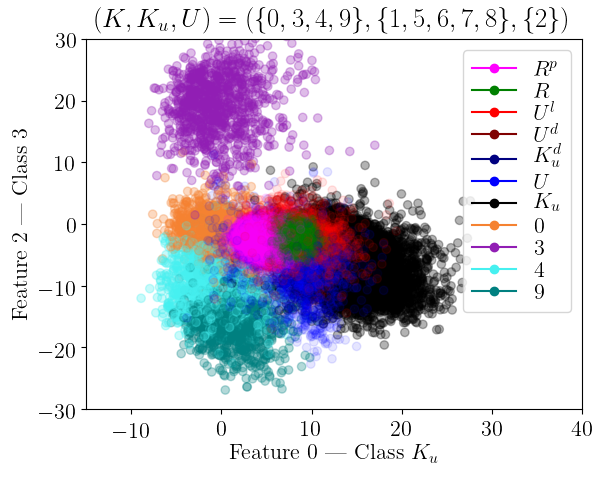 (K, K_u, U) = ({0, 3, 4, 9}, {1, 5, 6, 7, 8}, {2})
30
20
10
0
−10
−20
−30
Feature 2 — Class 3
R^p
R
U^l
U^d
K_u^d
U
K_u
0
3
4
9
−10 0 10 20 30 40
Feature 0 — Class K_u